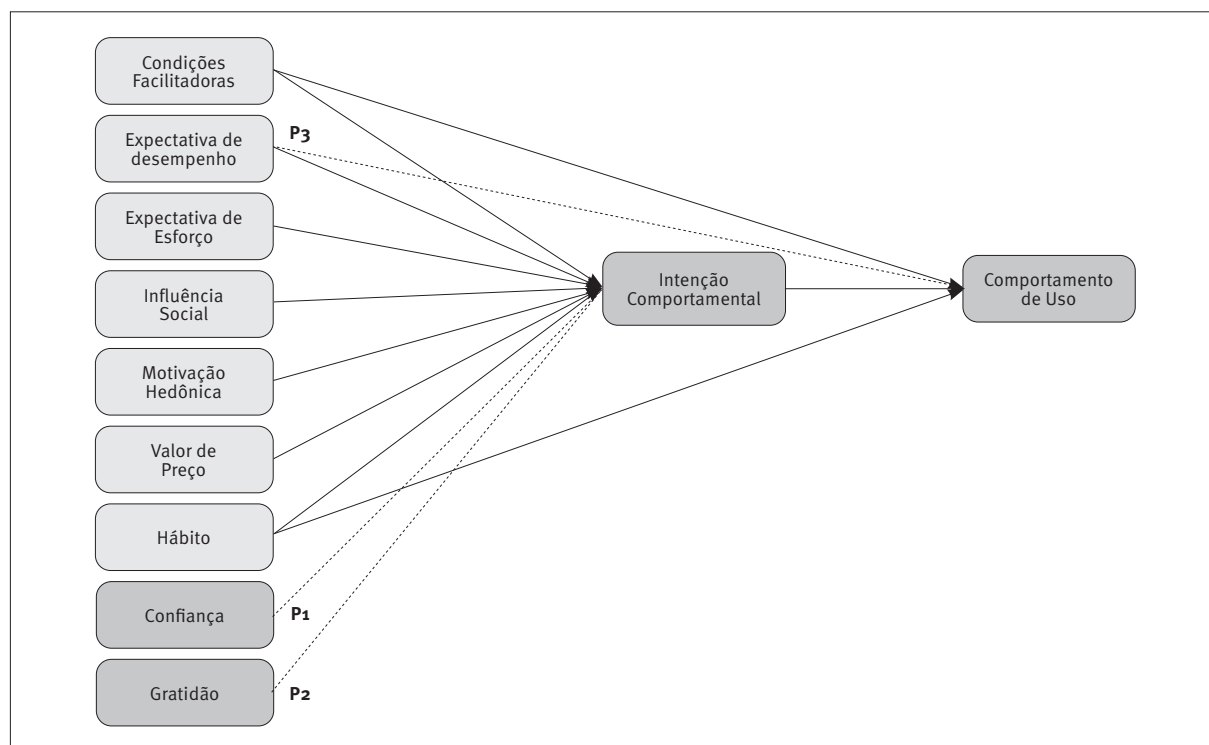 Condições
Facilitadoras
P3
Expectativa de
desempenho
Expectativa de
Esforço
Influência
Social
Motivação
Hedônica
Valor de
Preço
Hábito
Confiança
P1
Gratidão
P2
Intenção
Comportamental
Comportamento
de Uso